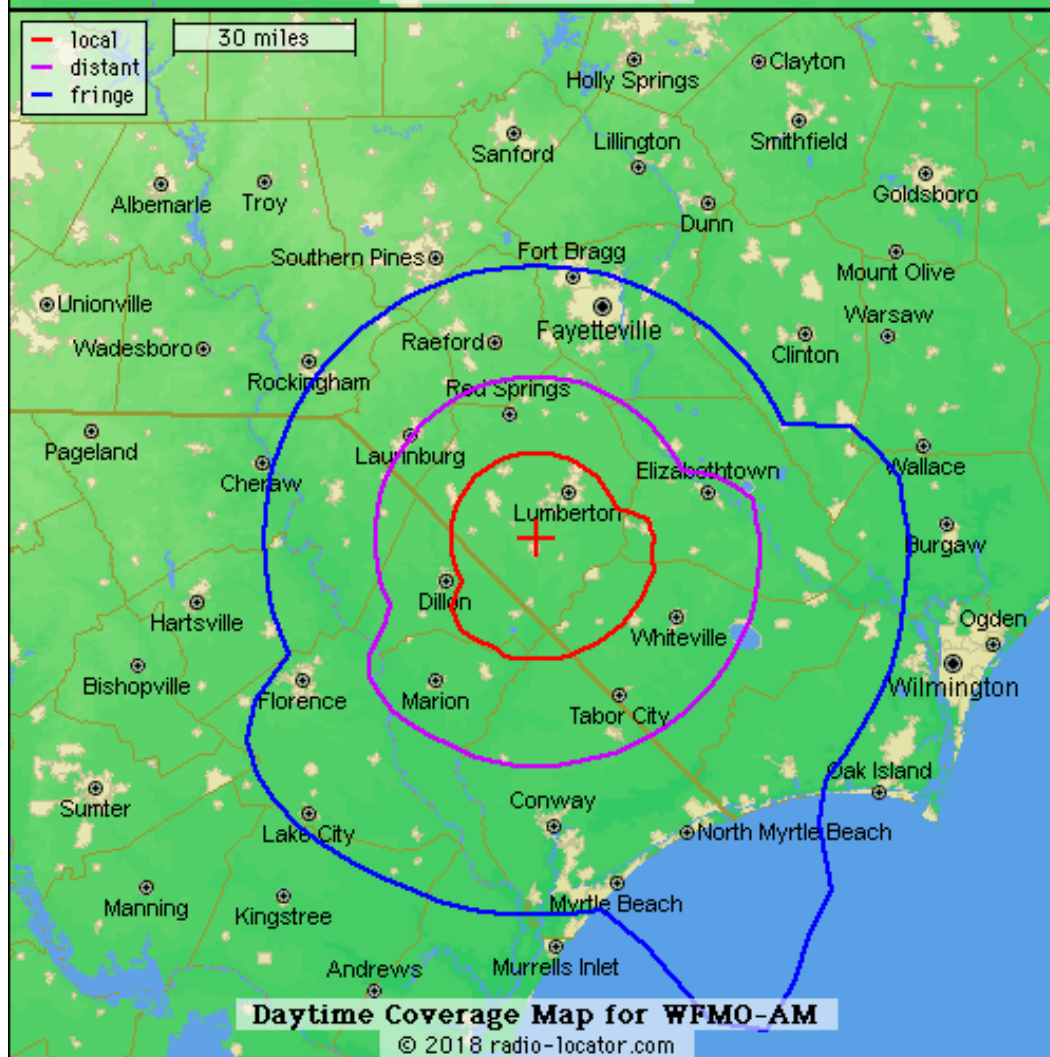 local
30 miles
distant
fringe
Holly Springs
Clayton
Sanford
Lillington
Smithfield
Albemarle
Troy
Dunn
Goldsboro
Southern Pines
Fort Bragg
Mount Olive
Unionville
Fayetteville
Warsaw
Wadesboro
Raeford
Clinton
Rockingham
Red Springs
Pageland
Laurinburg
Wallace
Cheraw
Elizabethtown
Lumberton
Burgaw
Dillon
Hartsville
Whiteville
Ogden
Bishopville
Florence
Marion
Tabor City
Wilmington
Oak Island
Sumter
Conway
Lake City
North Myrtle Beach
Manning
Kingstree
Myrtle Beach
Andrews
Murrells Inlet
Daytime Coverage Map for WFMO-AM
© 2018 radio-locator.com